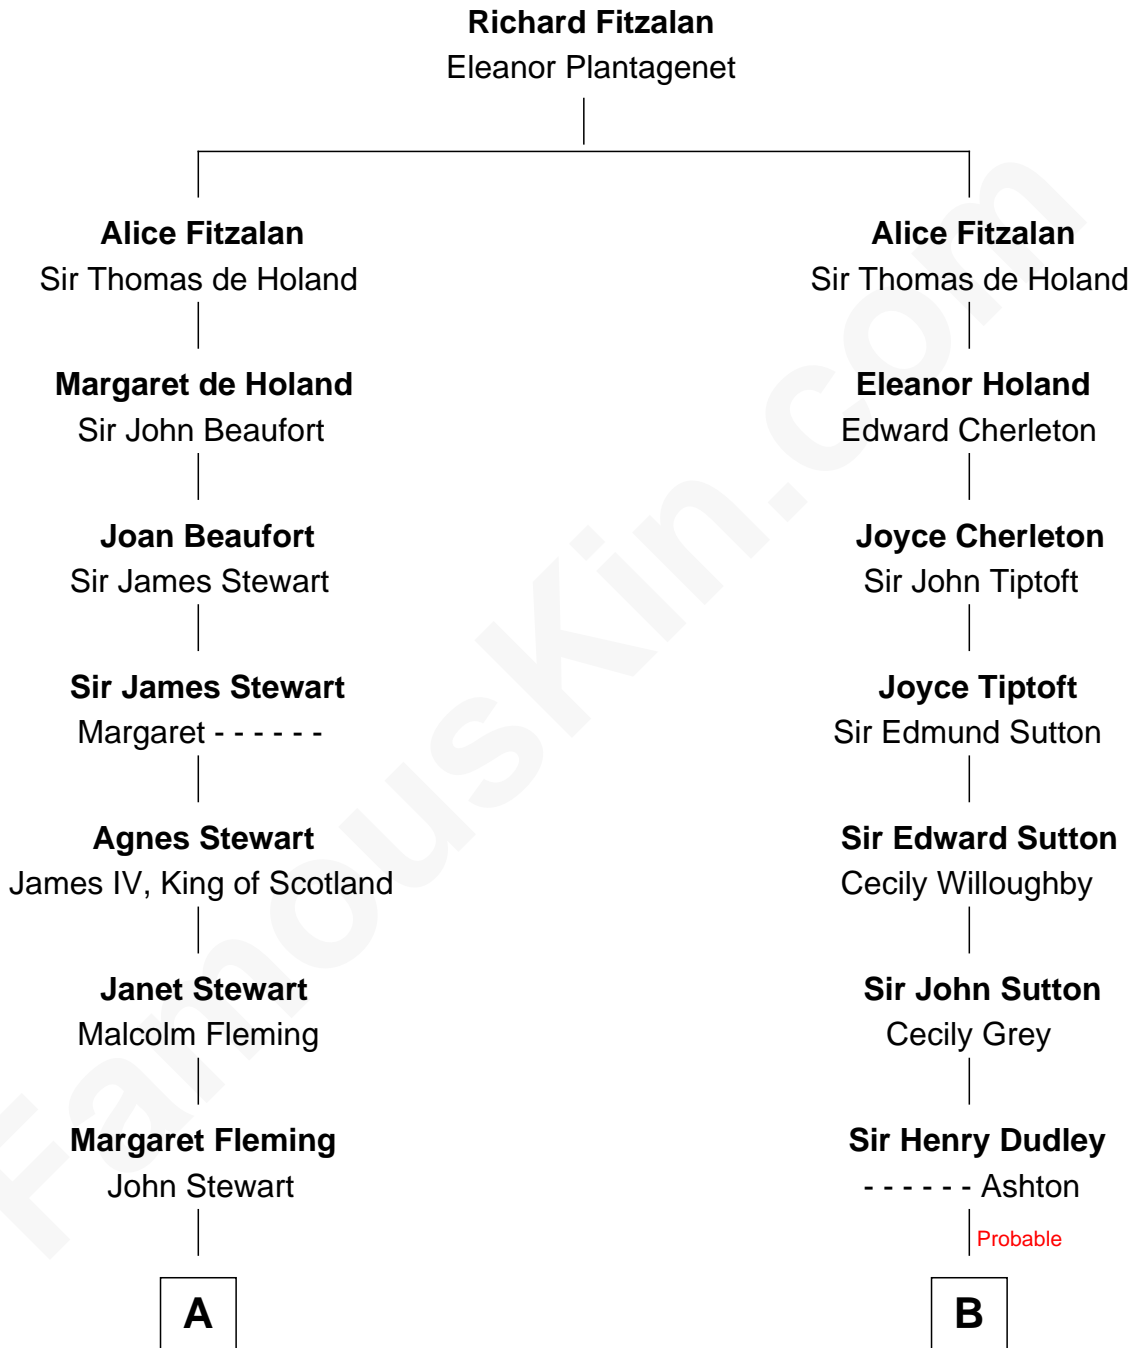 Richard Fitzalan
Eleanor Plantagenet
Alice Fitzalan
Sir Thomas de Holand
Margaret de Holand
Sir John Beaufort
Joan Beaufort
Sir James Stewart
Sir James Stewart
Margaret - - - - - -
Agnes Stewart
James IV, King of Scotland
Janet Stewart
Malcolm Fleming
Margaret Fleming
John Stewart
A
Alice Fitzalan
Sir Thomas de Holand
Eleanor Holand
Edward Cherleton
Joyce Cherleton
Sir John Tiptoft
Joyce Tiptoft
Sir Edmund Sutton
Sir Edward Sutton
Cecily Willoughby
Sir John Sutton
Cecily Grey
Sir Henry Dudley
- - - - - - Ashton
Probable
B
FamousKin.com